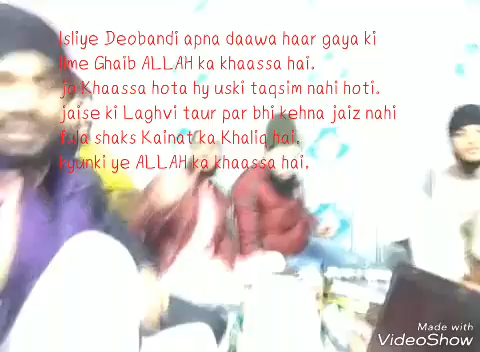 Isliye Deobandi apna daawa haar gaya ki
Ilme Ghaib ALLAH ka khaassa hai.
jo Khaassa hota hy uski taqsim nahi hoti.
jaise ki Laghvi taur par bhi kehna jaiz nahi
fula shaks Kainat ka Khaliq hai.
kyunki ye ALLAH ka khaassa hai.
Made with
VideoShow